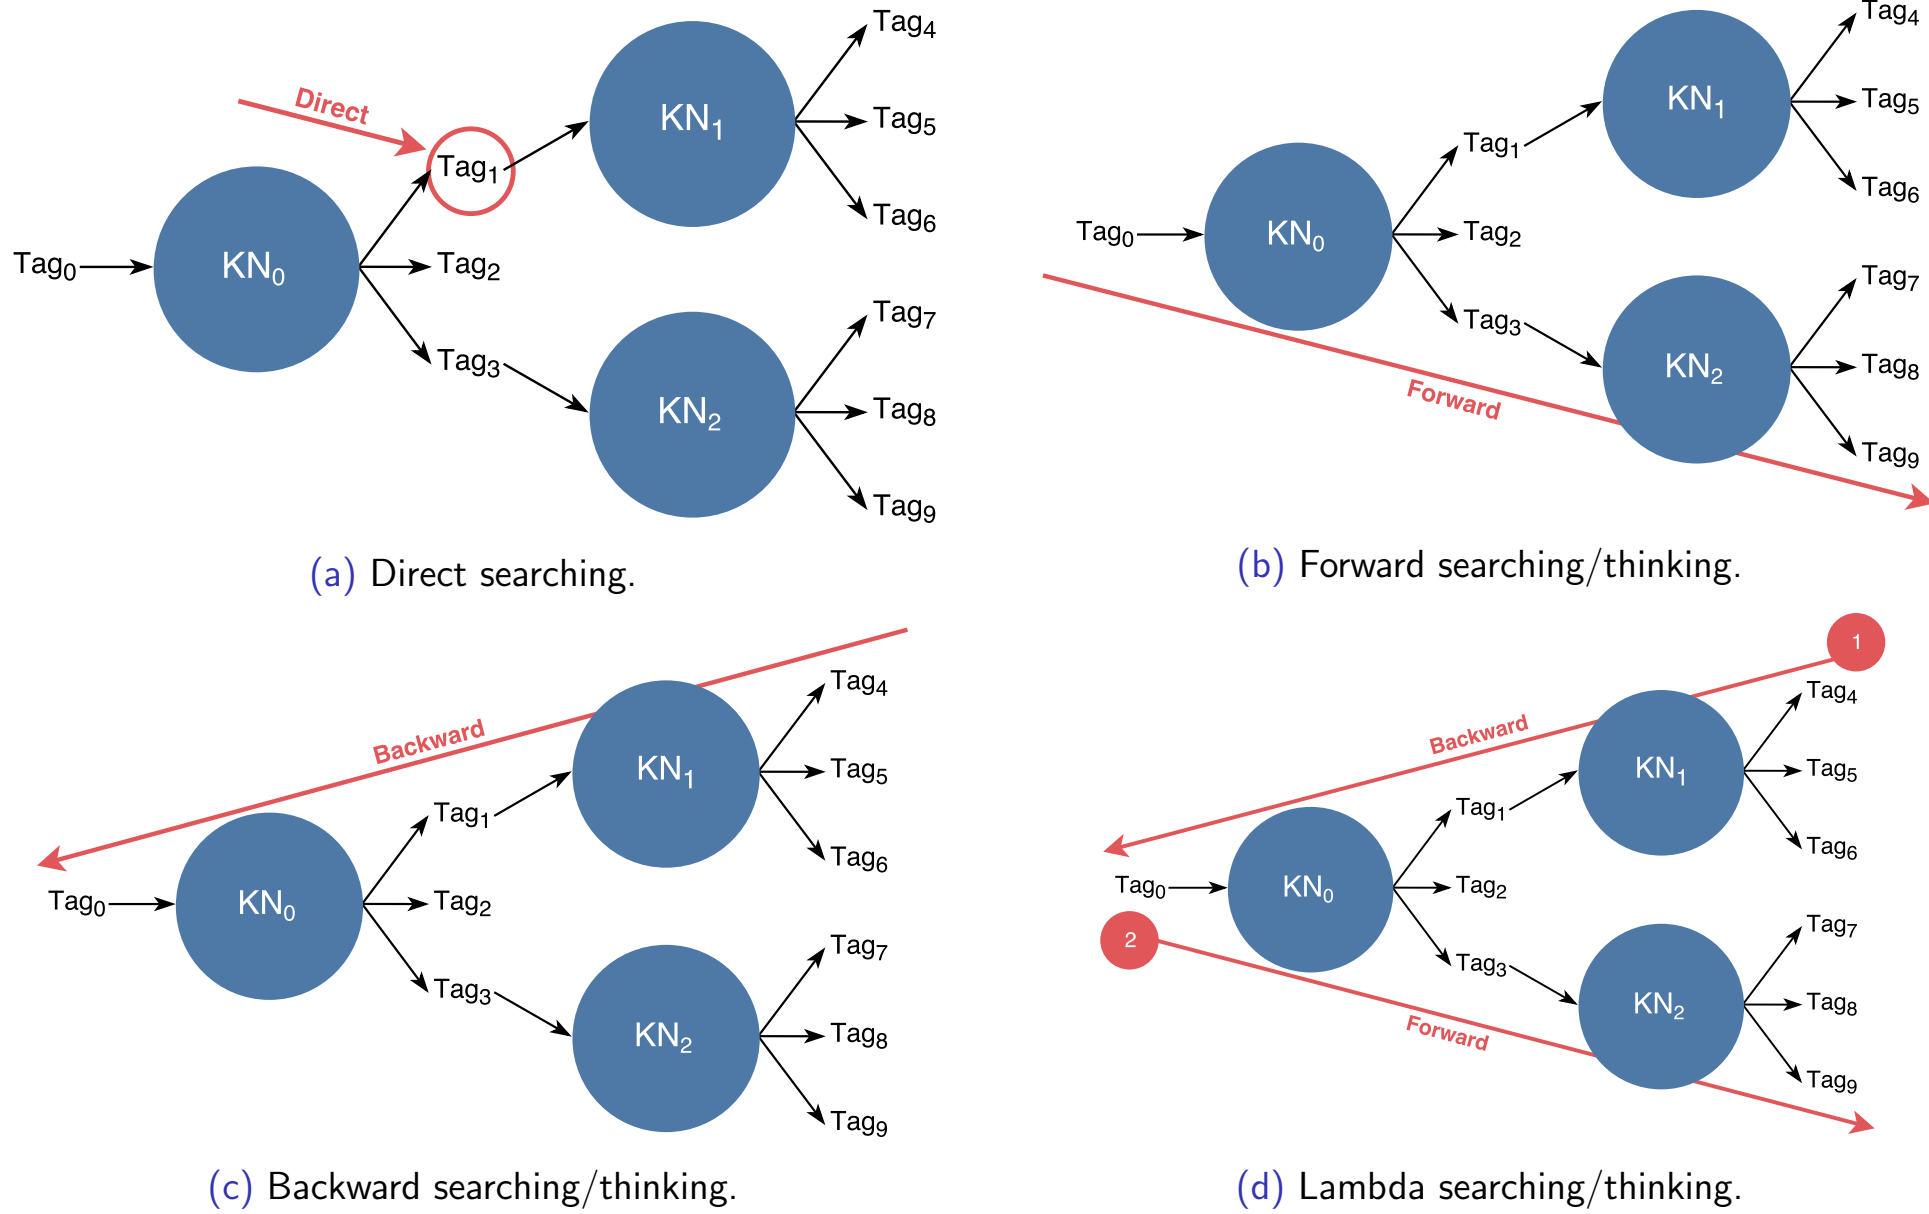 Direct
Tag0
KN0
Tag1
Tag2
Tag3
KN1
KN2
Tag4
Tag5
Tag6
Tag7
Tag8
Tag9
(a) Direct searching.
Tag0
KN0
Tag1
Tag2
Tag3
KN1
KN2
Tag4
Tag5
Tag6
Tag7
Tag8
Tag9
Forward
(b) Forward searching/thinking.
Backward
Tag0
KN0
Tag1
Tag2
Tag3
KN1
KN2
Tag4
Tag5
Tag6
Tag7
Tag8
Tag9
(c) Backward searching/thinking.
1
Backward
Tag0
2
KN0
Tag1
Tag2
Tag3
KN1
KN2
Tag4
Tag5
Tag6
Tag7
Tag8
Tag9
Forward
(d) Lambda searching/thinking.